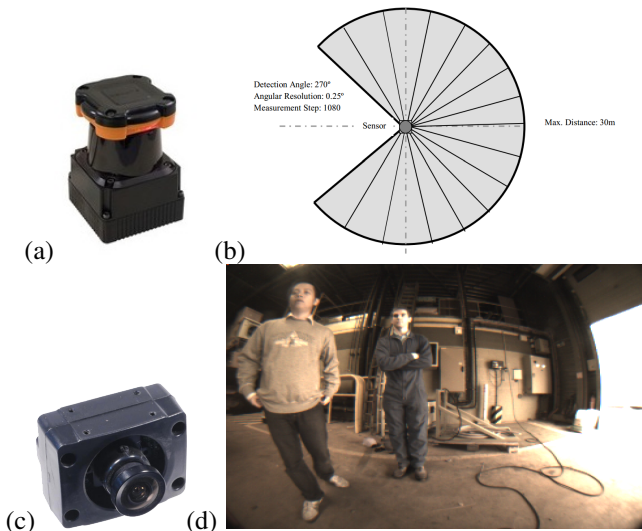 Detection Angle: 270º
Angular Resolution: 0.25º
Measurement Step: 1080
Sensor
Max. Distance: 30m
(a)
(b)
(c)
(d)